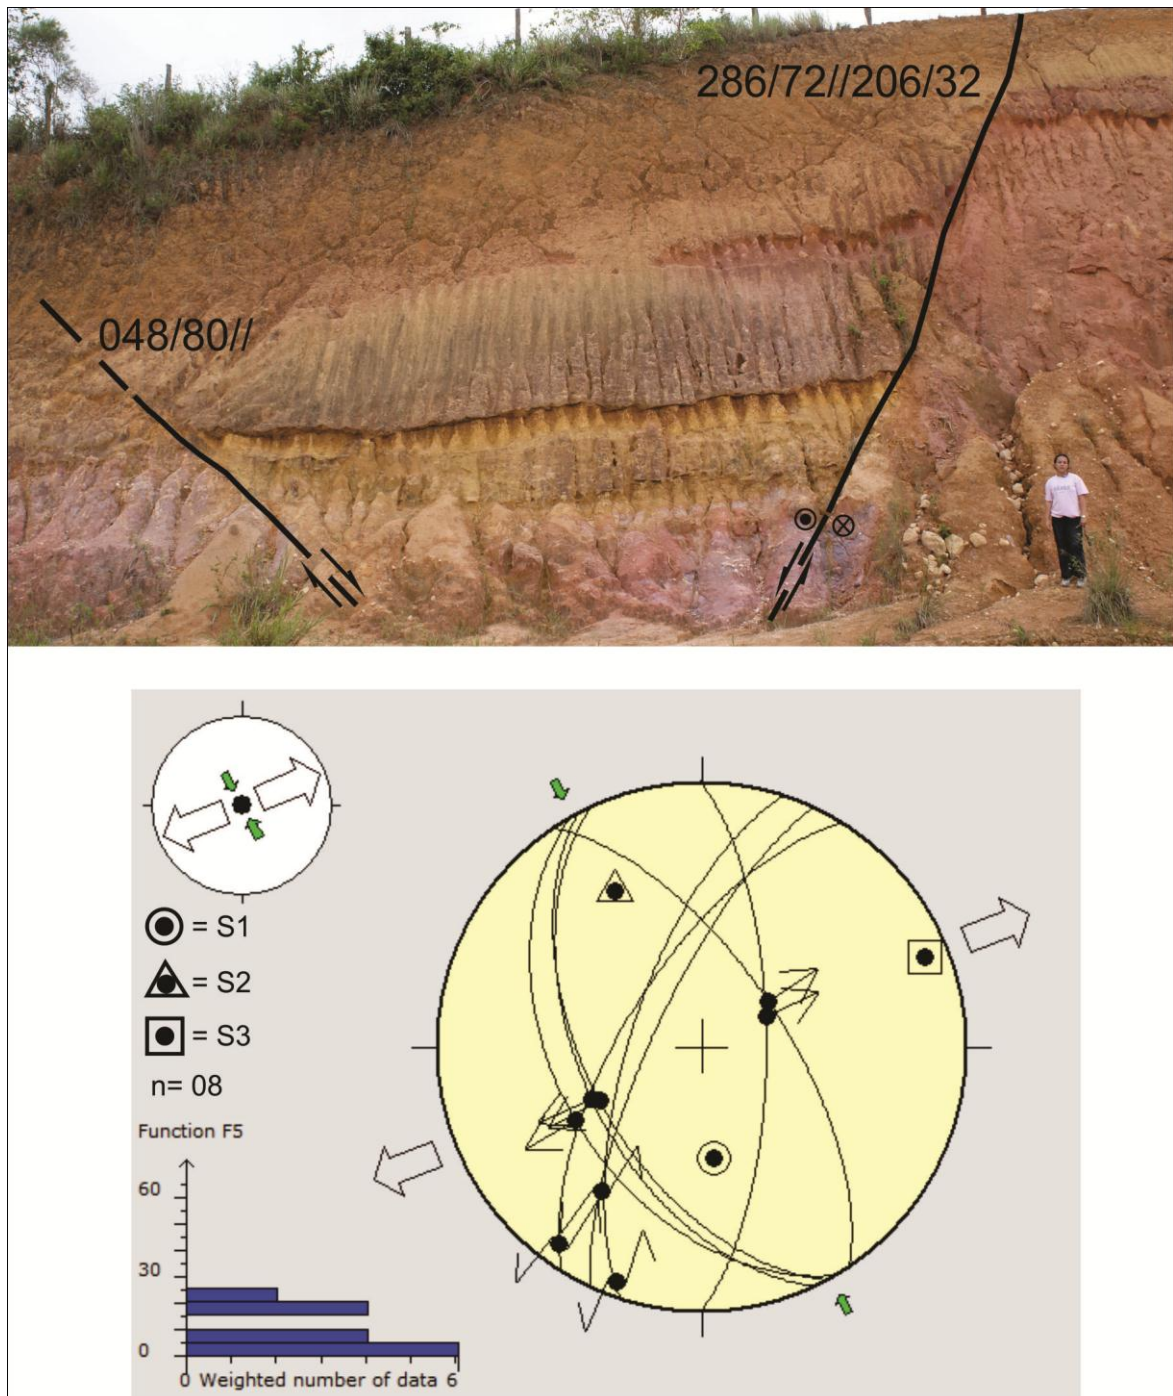 286/72//206/32
048/80//
= S1
= S2
= S3
n= 08
Function F5
60
30
0
0 Weighted number of data 6